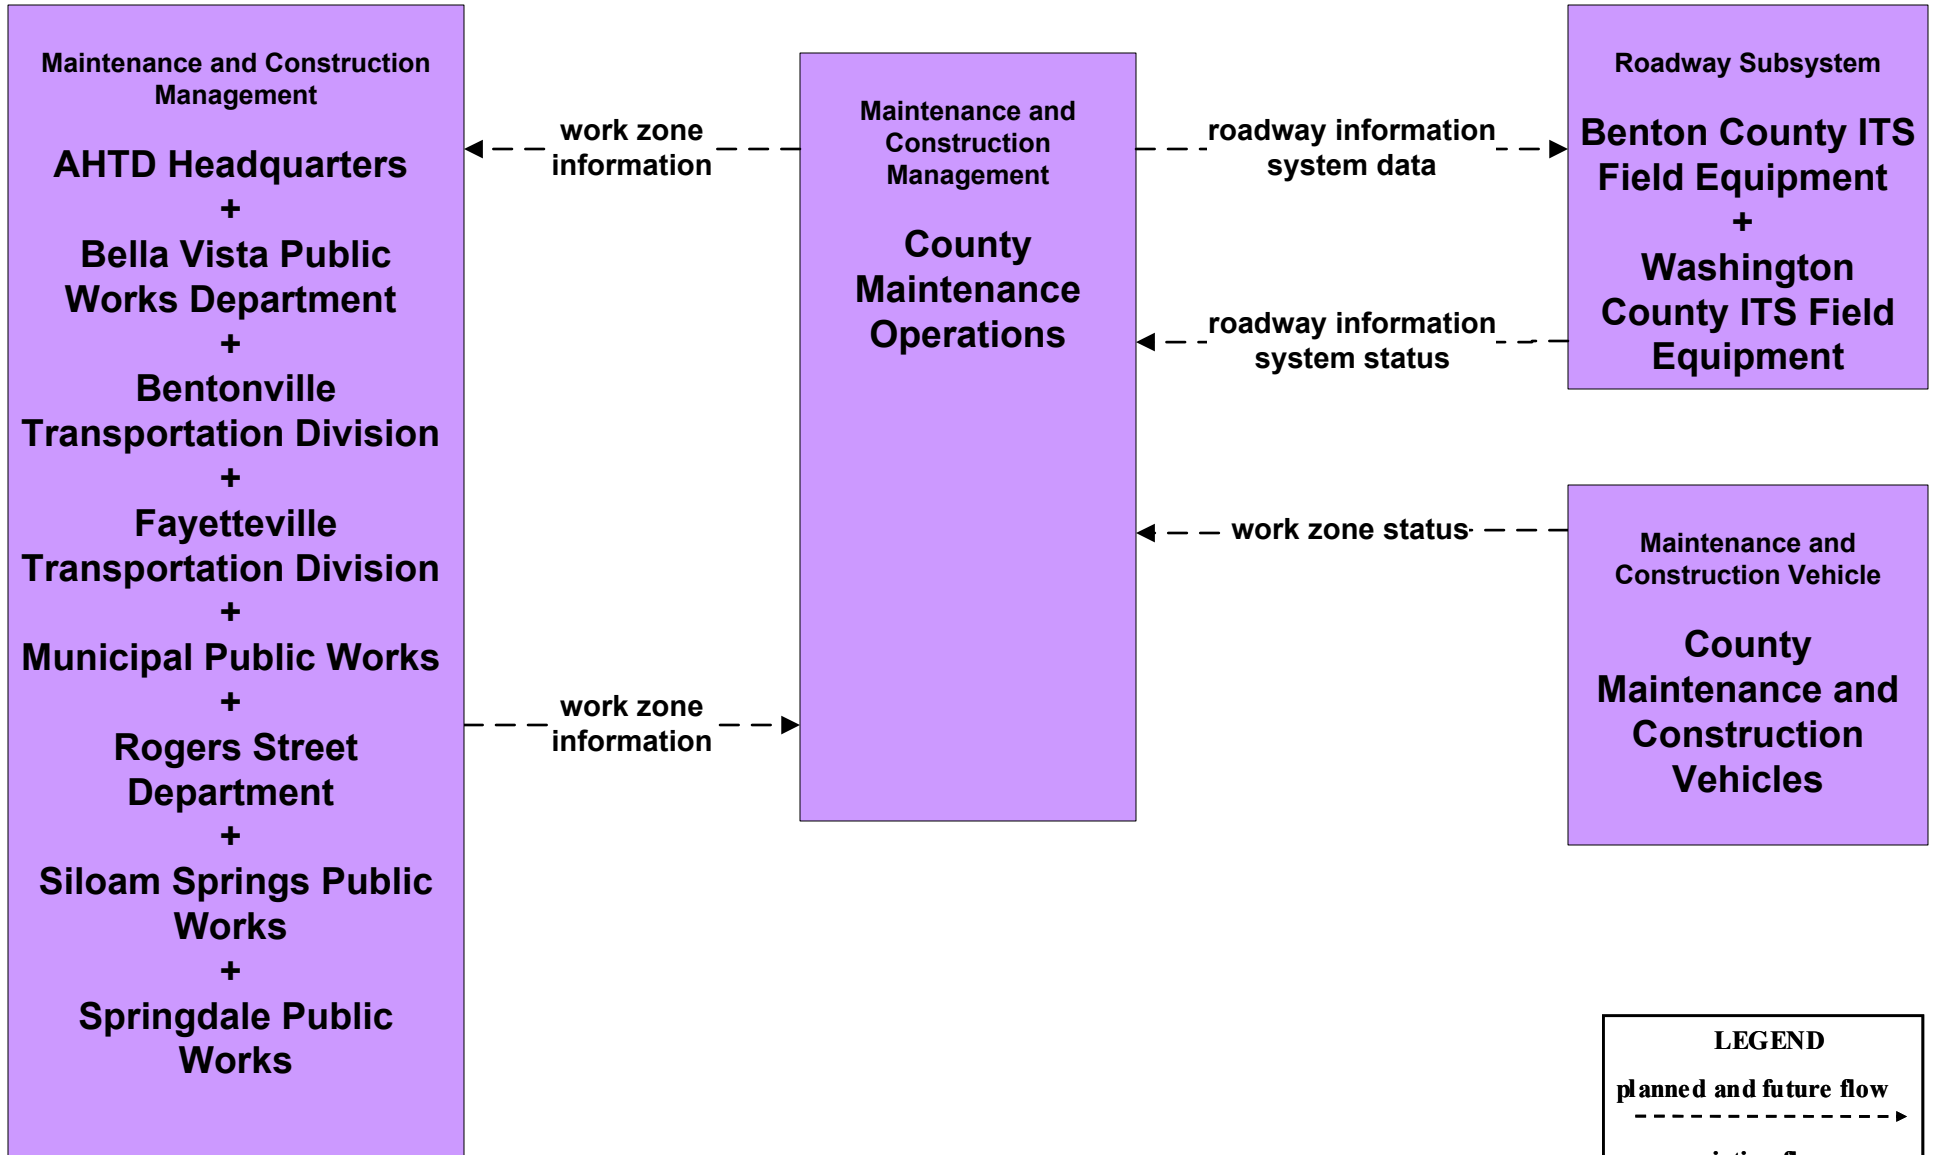 Maintenance and Construction
Management
AHTD Headquarters
+
Bella Vista Public
Works Department
+
Bentonville
Transportation Division
+
Fayetteville
Transportation Division
+
Municipal Public Works
+
Rogers Street
Department
+
Siloam Springs Public
Works
+
Springdale Public
Works
work zone
information
work zone
information
Maintenance and
Construction
Management
County
Maintenance
Operations
roadway information
system data
roadway information
system status
work zone status
Roadway Subsystem
Benton County ITS
Field Equipment
+
Washington
County ITS Field
Equipment
Maintenance and
Construction Vehicle
County
Maintenance and
Construction
Vehicles
LEGEND
planned and future flow